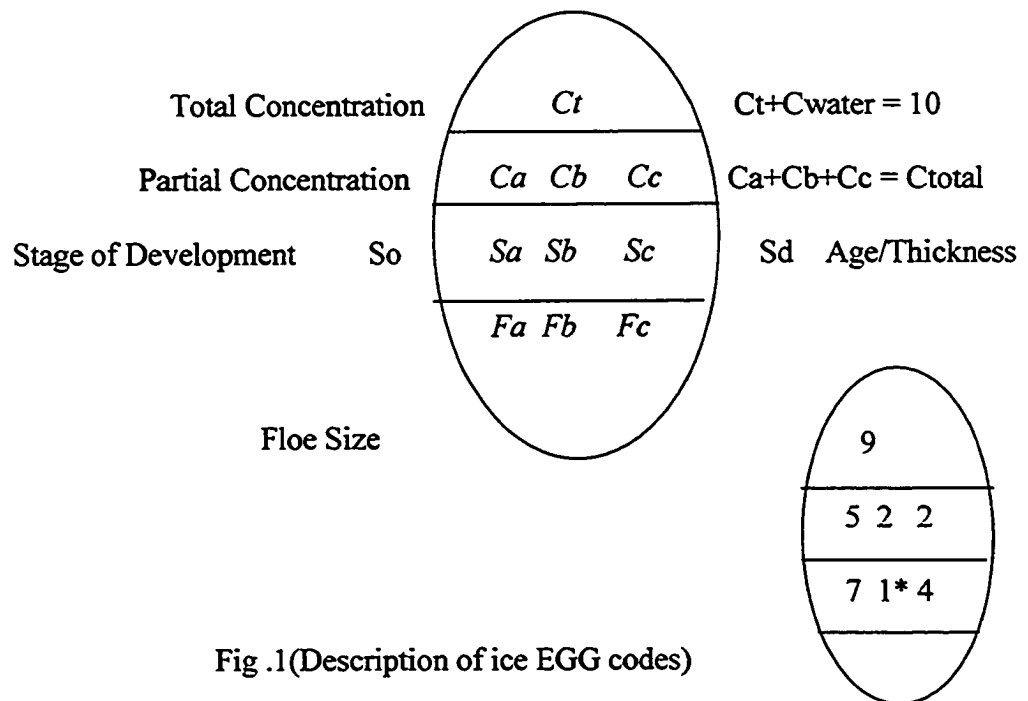 Total Concentration Ct Ct+Cwater = 10
Partial Concentration Ca Cb Cc Ca+Cb+Cc = Ctotal
Stage of Development So Sa Sb Sc Sd Age/Thickness
Fa Fb Fc
Floe Size
9
5 2 2
7 1* 4
Fig .1(Description of ice EGG codes)